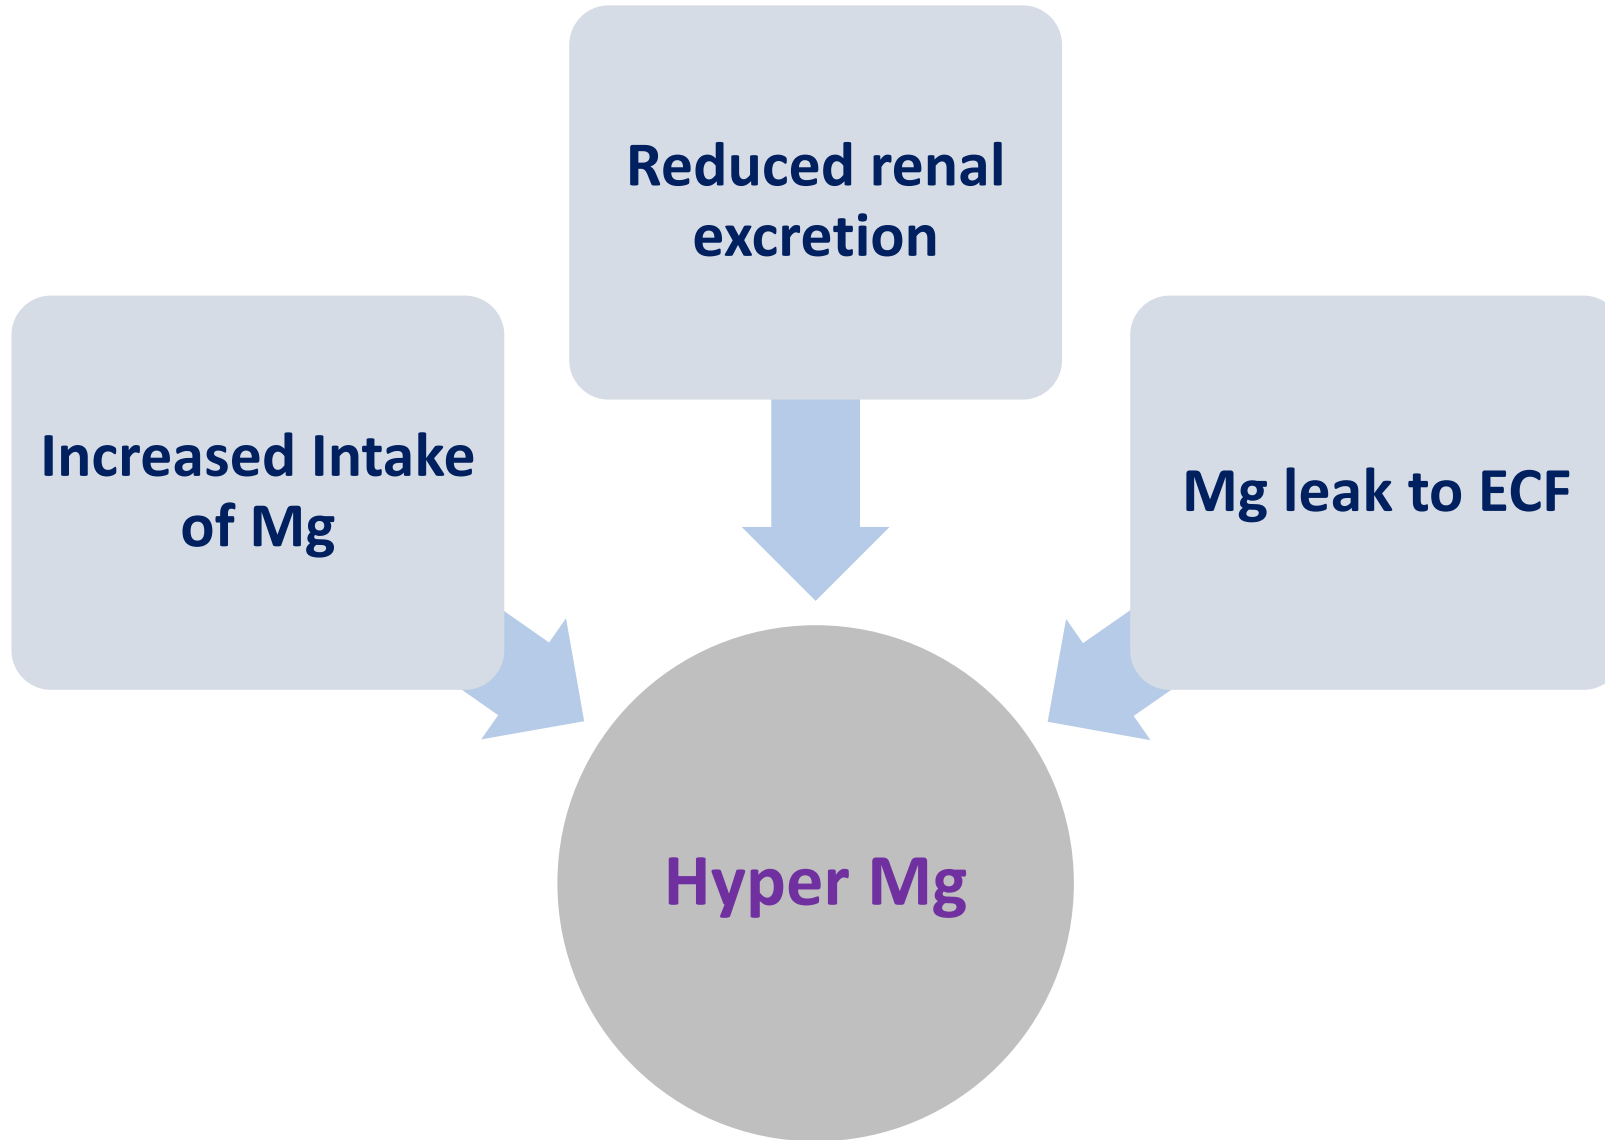 Reduced renal
excretion
Increased Intake
of Mg
Mg leak to ECF
Hyper Mg